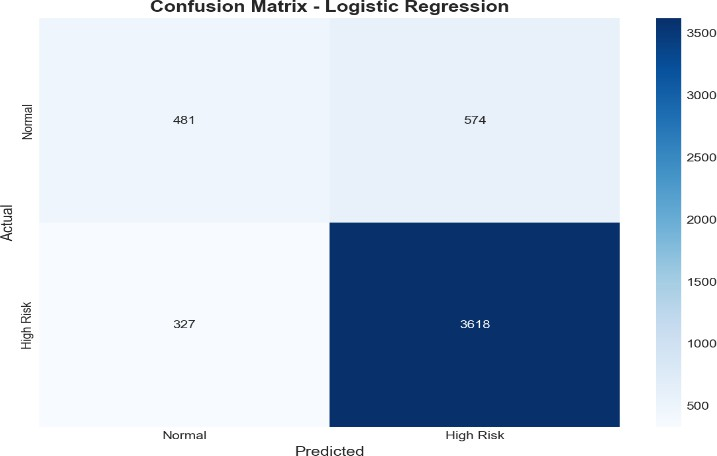 Confusion Matrix - Logistic Regression
Actual
Normal
481
574
High Risk
327
3618
Normal
High Risk
Predicted
3500
3000
2500
2000
1500
1000
500